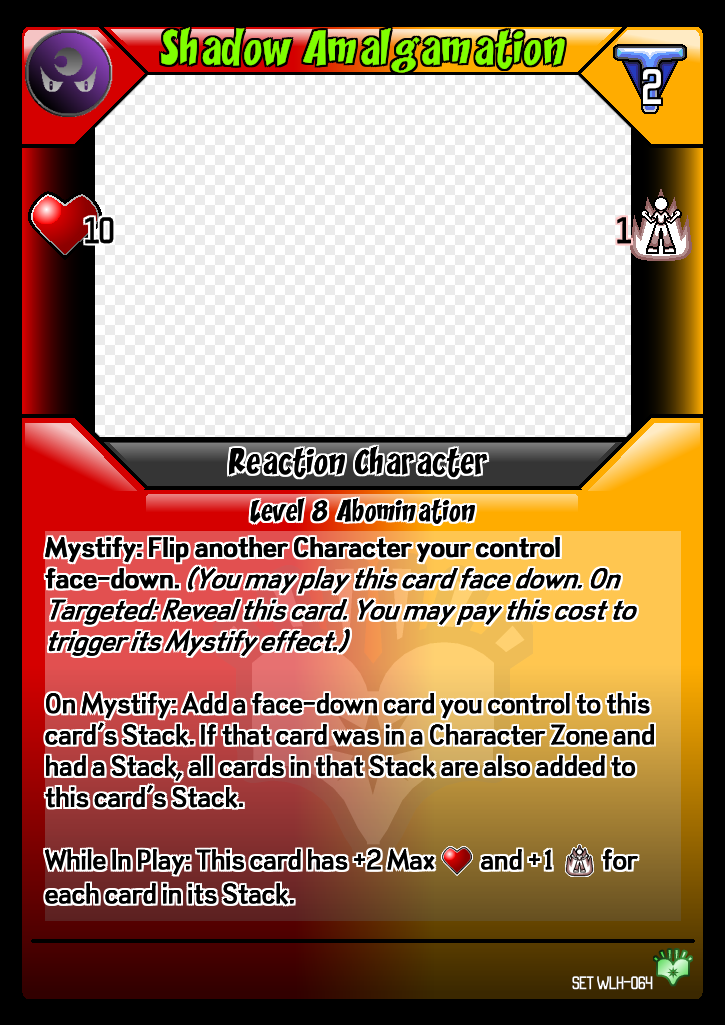 Shadow Amalgamation
2
10
1
Reaction Character
Level 8 Abomination
Mystify: Flip another Character your control
face-down. (You may play this card face down. On
Targeted: Reveal this card. You may pay this cost to
trigger its Mystify effect.)
On Mystify: Add a face-down card you control to this
card's Stack. If that card was in a Character Zone and
had a Stack, all cards in that Stack are also added to
this card's Stack.
While In Play: This card has +2 Max and +1 for
each card in its Stack.
SET WLH-064